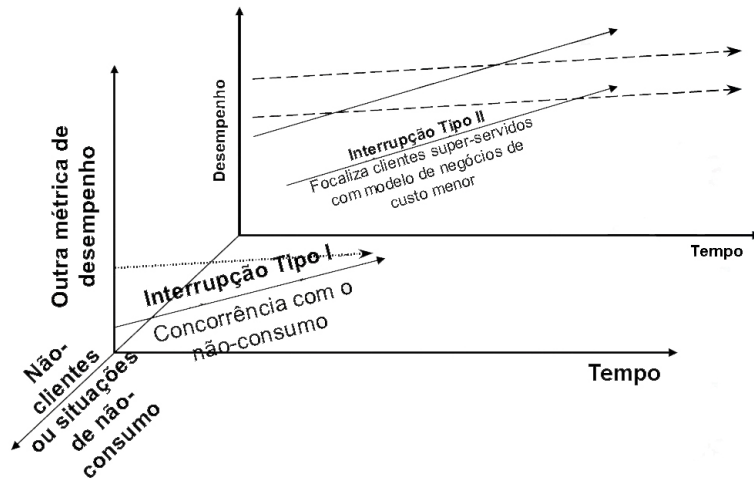 Desempenho
Interrupção Tipo II
Focaliza clientes super-servidos
com modelo de negócios de
custo menor
Tempo
Outra métrica de
desempenho
Interrupção Tipo I
Concorrência com o
não-consumo
Tempo
Não-
clientes
ou situações
de não-
consumo